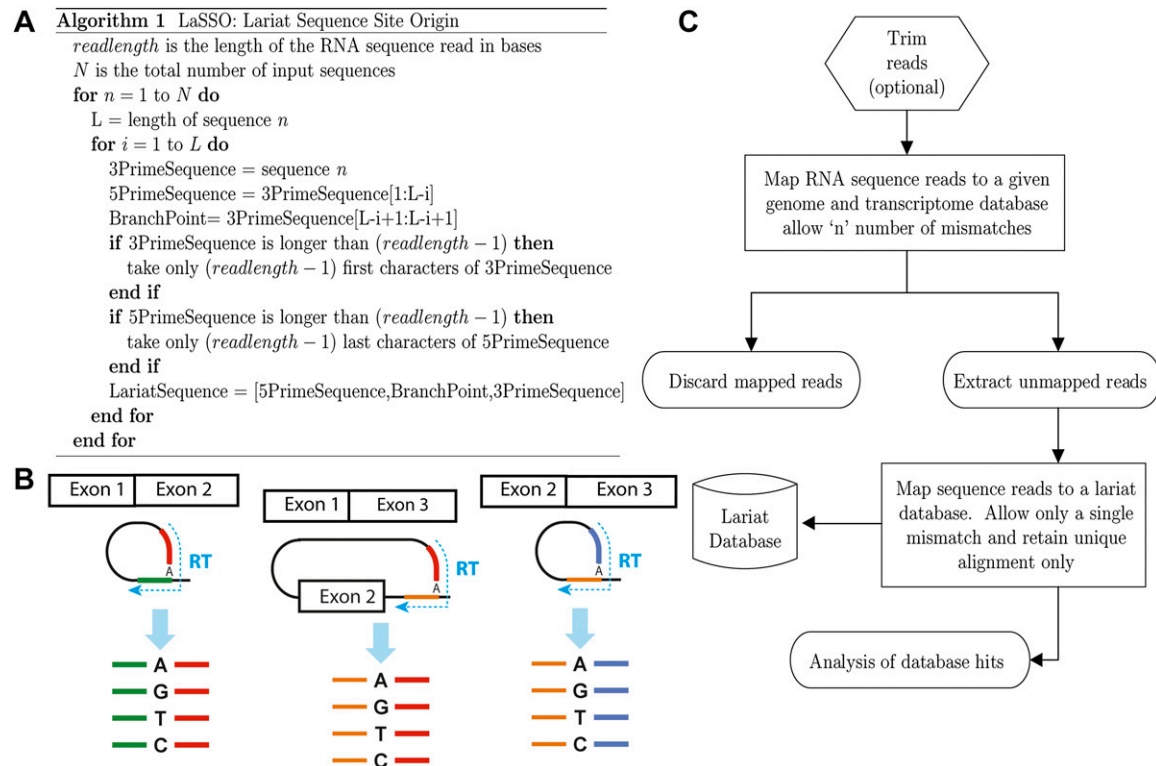 A
Algorithm 1 LaSSO: Lariat Sequence Site Origin
readlength is the length of the RNA sequence read in bases
N is the total number of input sequences
for n = 1 to N do
L = length of sequence n
for i = 1 to L do
3PrimeSequence = sequence n
5PrimeSequence = 3PrimeSequence[1:L-i]
BranchPoint= 3PrimeSequence[L-i+1:L-i+1]
if 3PrimeSequence is longer than (readlength − 1) then
take only (readlength − 1) first characters of 3PrimeSequence
end if
if 5PrimeSequence is longer than (readlength − 1) then
take only (readlength − 1) last characters of 5PrimeSequence
end if
LariatSequence = [5PrimeSequence,BranchPoint,3PrimeSequence]
end for
end for
B
Exon 1 Exon 2
A
RT
A
G
T
C
Exon 1 Exon 3
A
RT
Exon 2
A
G
T
C
Exon 2 Exon 3
A
RT
A
G
T
C
C
Trim
reads
(optional)
Map RNA sequence reads to a given
genome and transcriptome database
allow ‘n’ number of mismatches
Discard mapped reads
Extract unmapped reads
Lariat
Database
Map sequence reads to a lariat
database. Allow only a single
mismatch and retain unique
alignment only
Analysis of database hits